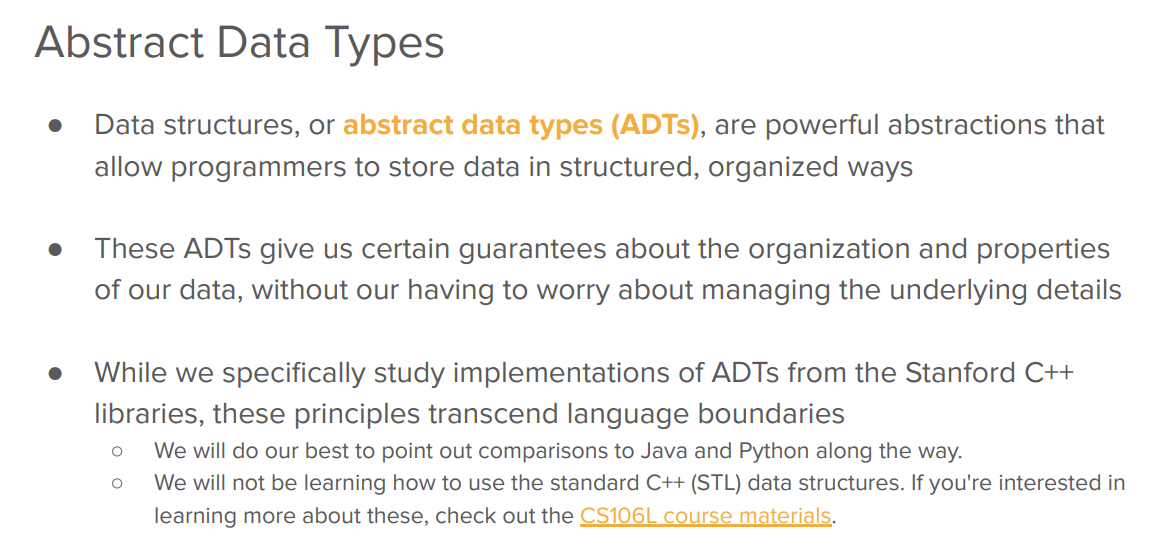 Abstract Data Types
● Data structures, or abstract data types (ADTs), are powerful abstractions that
allow programmers to store data in structured, organized ways
● These ADTs give us certain guarantees about the organization and properties
of our data, without our having to worry about managing the underlying details
● While we specifically study implementations of ADTs from the Stanford C++
libraries, these principles transcend language boundaries
○ We will do our best to point out comparisons to Java and Python along the way.
○ We will not be learning how to use the standard C++ (STL) data structures. If you're interested in
learning more about these, check out the CS106L course materials.